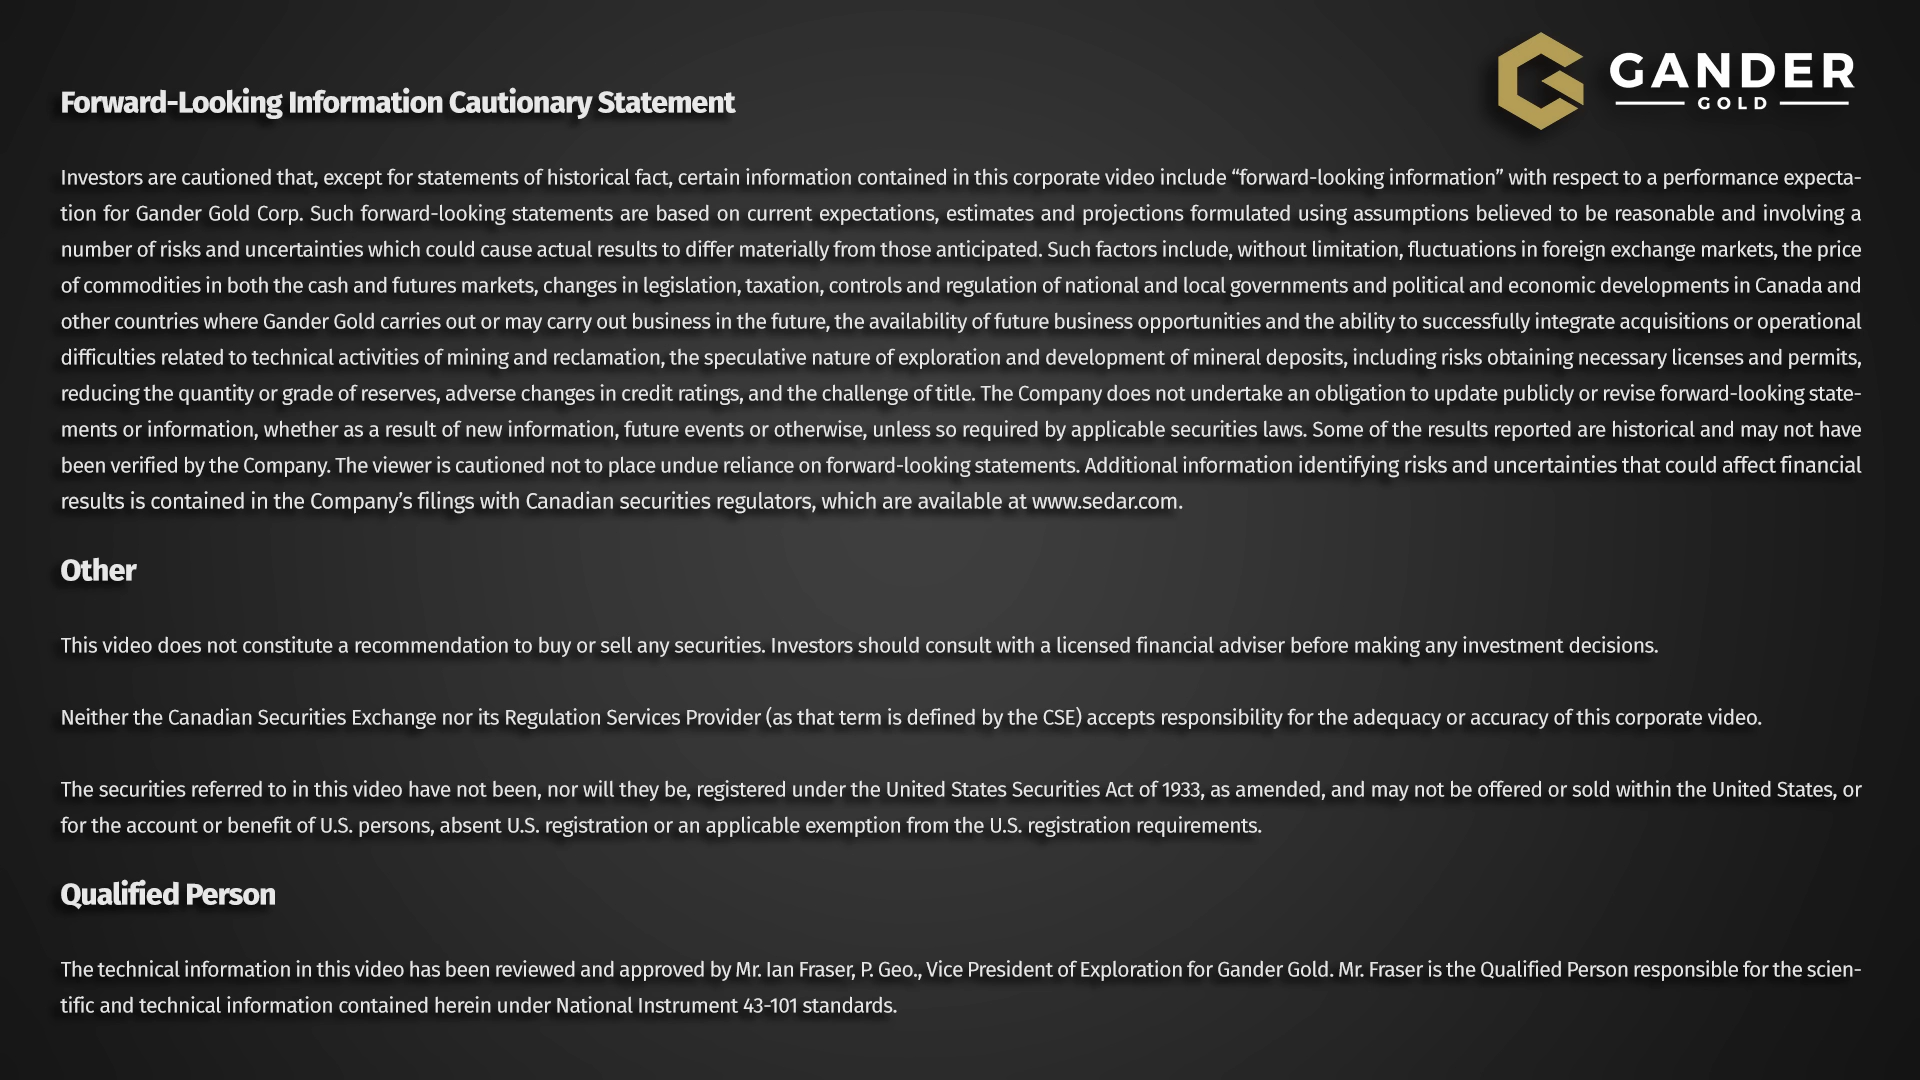 GANDER
GOLD
Forward-Looking Information Cautionary Statement
Investors are cautioned that, except for statements of historical fact, certain information contained in this corporate video include “forward-looking information” with respect to a performance expecta-
tion for Gander Gold Corp. Such forward-looking statements are based on current expectations, estimates and projections formulated using assumptions believed to be reasonable and involving a
number of risks and uncertainties which could cause actual results to differ materially from those anticipated. Such factors include, without limitation, fluctuations in foreign exchange markets, the price
of commodities in both the cash and futures markets, changes in legislation, taxation, controls and regulation of national and local governments and political and economic developments in Canada and
other countries where Gander Gold carries out or may carry out business in the future, the availability of future business opportunities and the ability to successfully integrate acquisitions or operational
difficulties related to technical activities of mining and reclamation, the speculative nature of exploration and development of mineral deposits, including risks obtaining necessary licenses and permits,
reducing the quantity or grade of reserves, adverse changes in credit ratings, and the challenge of title. The Company does not undertake an obligation to update publicly or revise forward-looking state-
ments or information, whether as a result of new information, future events or otherwise, unless so required by applicable securities laws. Some of the results reported are historical and may not have
been verified by the Company. The viewer is cautioned not to place undue reliance on forward-looking statements. Additional information identifying risks and uncertainties that could affect financial
results is contained in the Company’s filings with Canadian securities regulators, which are available at www.sedar.com.
Other
This video does not constitute a recommendation to buy or sell any securities. Investors should consult with a licensed financial adviser before making any investment decisions.
Neither the Canadian Securities Exchange nor its Regulation Services Provider (as that term is defined by the CSE) accepts responsibility for the adequacy or accuracy of this corporate video.
The securities referred to in this video have not been, nor will they be, registered under the United States Securities Act of 1933, as amended, and may not be offered or sold within the United States, or
for the account or benefit of U.S. persons, absent U.S. registration or an applicable exemption from the U.S. registration requirements.
Qualified Person
The technical information in this video has been reviewed and approved by Mr. Ian Fraser, P. Geo., Vice President of Exploration for Gander Gold. Mr. Fraser is the Qualified Person responsible for the scien-
tific and technical information contained herein under National Instrument 43-101 standards.